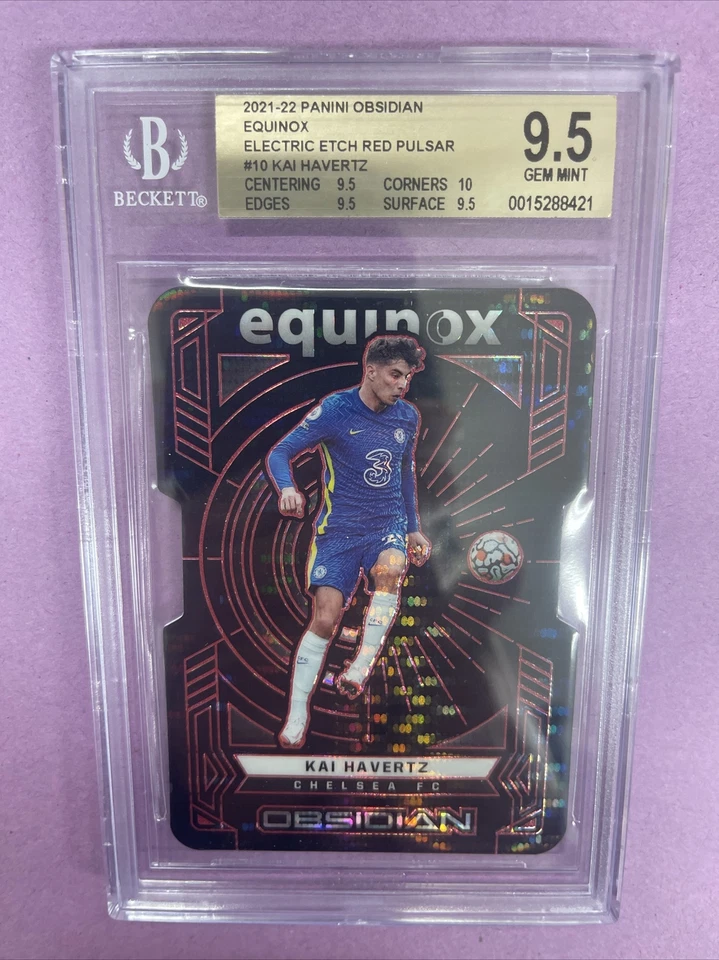 2021-22 PANINI OBSIDIAN
EQUINOX
ELECTRIC ETCH RED PULSAR
#10 KAI HAVERTZ
CENTERING 9.5 CORNERS 10
EDGES 9.5 SURFACE 9.5
9.5
GEM MINT
0015288421
B
BECKETT®
equinox
3
KAI HAVERTZ
CHELSEA FC
OBSIDIAN